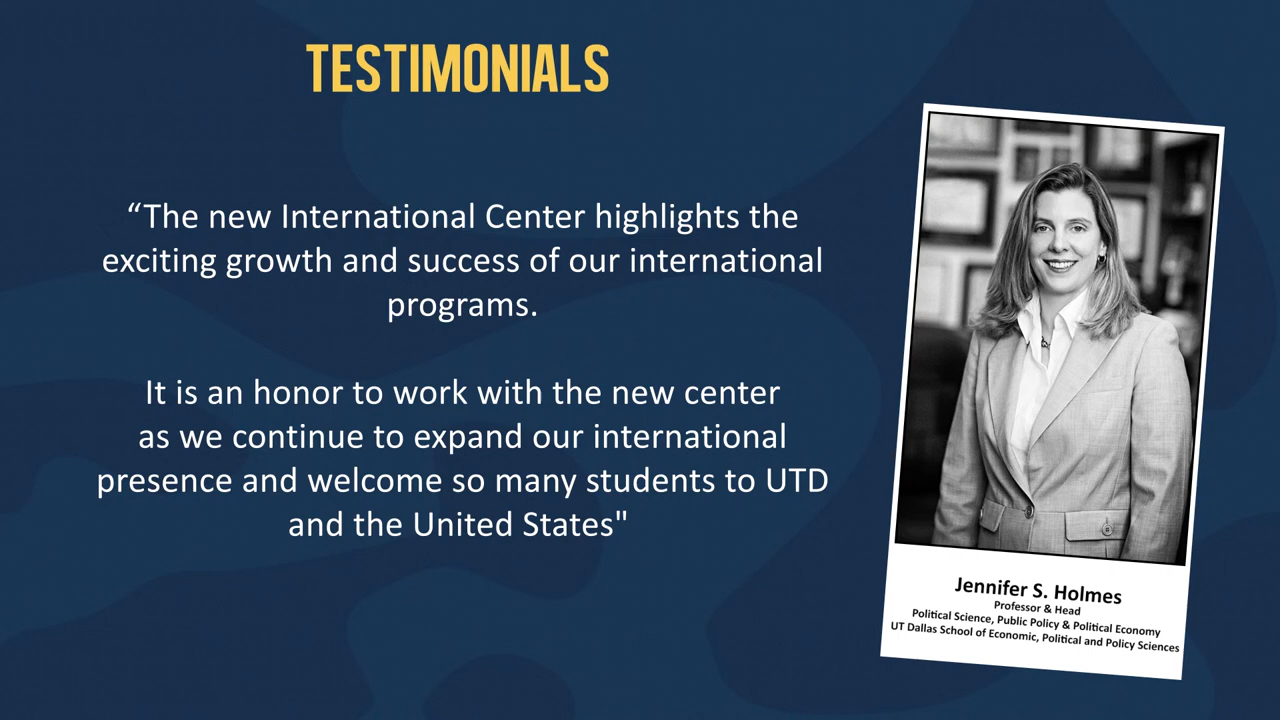 TESTIMONIALS
“The new International Center highlights the
exciting growth and success of our international
programs.
It is an honor to work with the new center
as we continue to expand our international
presence and welcome so many students to UTD
and the United States"
Jennifer S. Holmes
Professor & Head
Political Science, Public Policy & Political Economy
UT Dallas School of Economic, Political and Policy Sciences